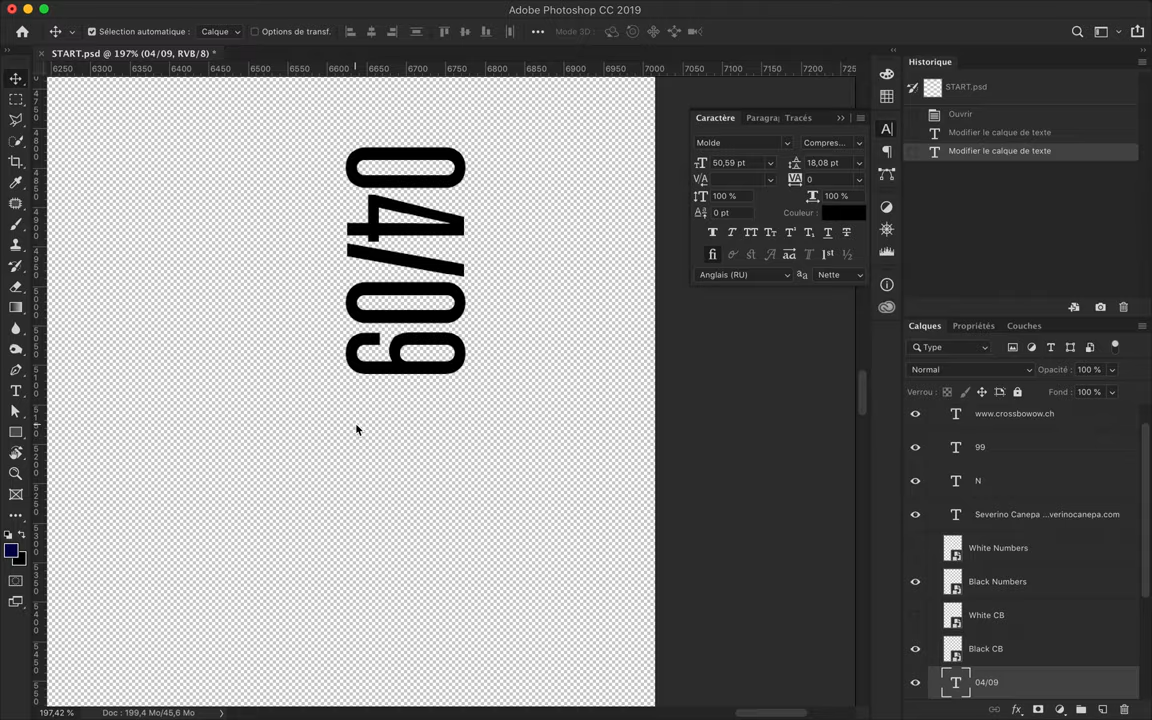 Adobe Photoshop CC 2019
Sélection automatique : Calque Options de transf. Mode 3D :
START.psd @ 197% (04/09, RVB/8) *
6250 6300 6350 6400 6450 6500 6550 6600 6650 6700 6750 6800 6850 6900 6950 7000 7050 7100 7150 7200 725
04/09
Caractère Paragra Tracés
Molde Compres...
50,59 pt 18,08 pt
0
100 % 100 %
0 pt Couleur :
Anglais (RU) Nette
Historique
START.psd
Ouvrir
Modifier le calque de texte
Modifier le calque de texte
Calques Propriétés Couches
Type
Normal Opacité : 100 %
Verrou : Fond : 100 %
www.crossbowow.ch
99
N
Severino Canepa ...verinocanepa.com
White Numbers
Black Numbers
White CB
Black CB
04/09
197,42 % Doc : 199,4 Mo/45,6 Mo